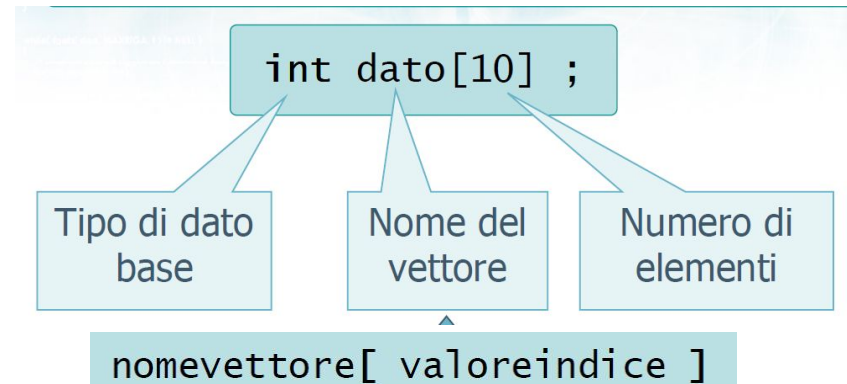 int dato[10] ;
Tipo di dato
base
Nome del
vettore
Numero di
elementi
nomevettore[ valoreindice ]